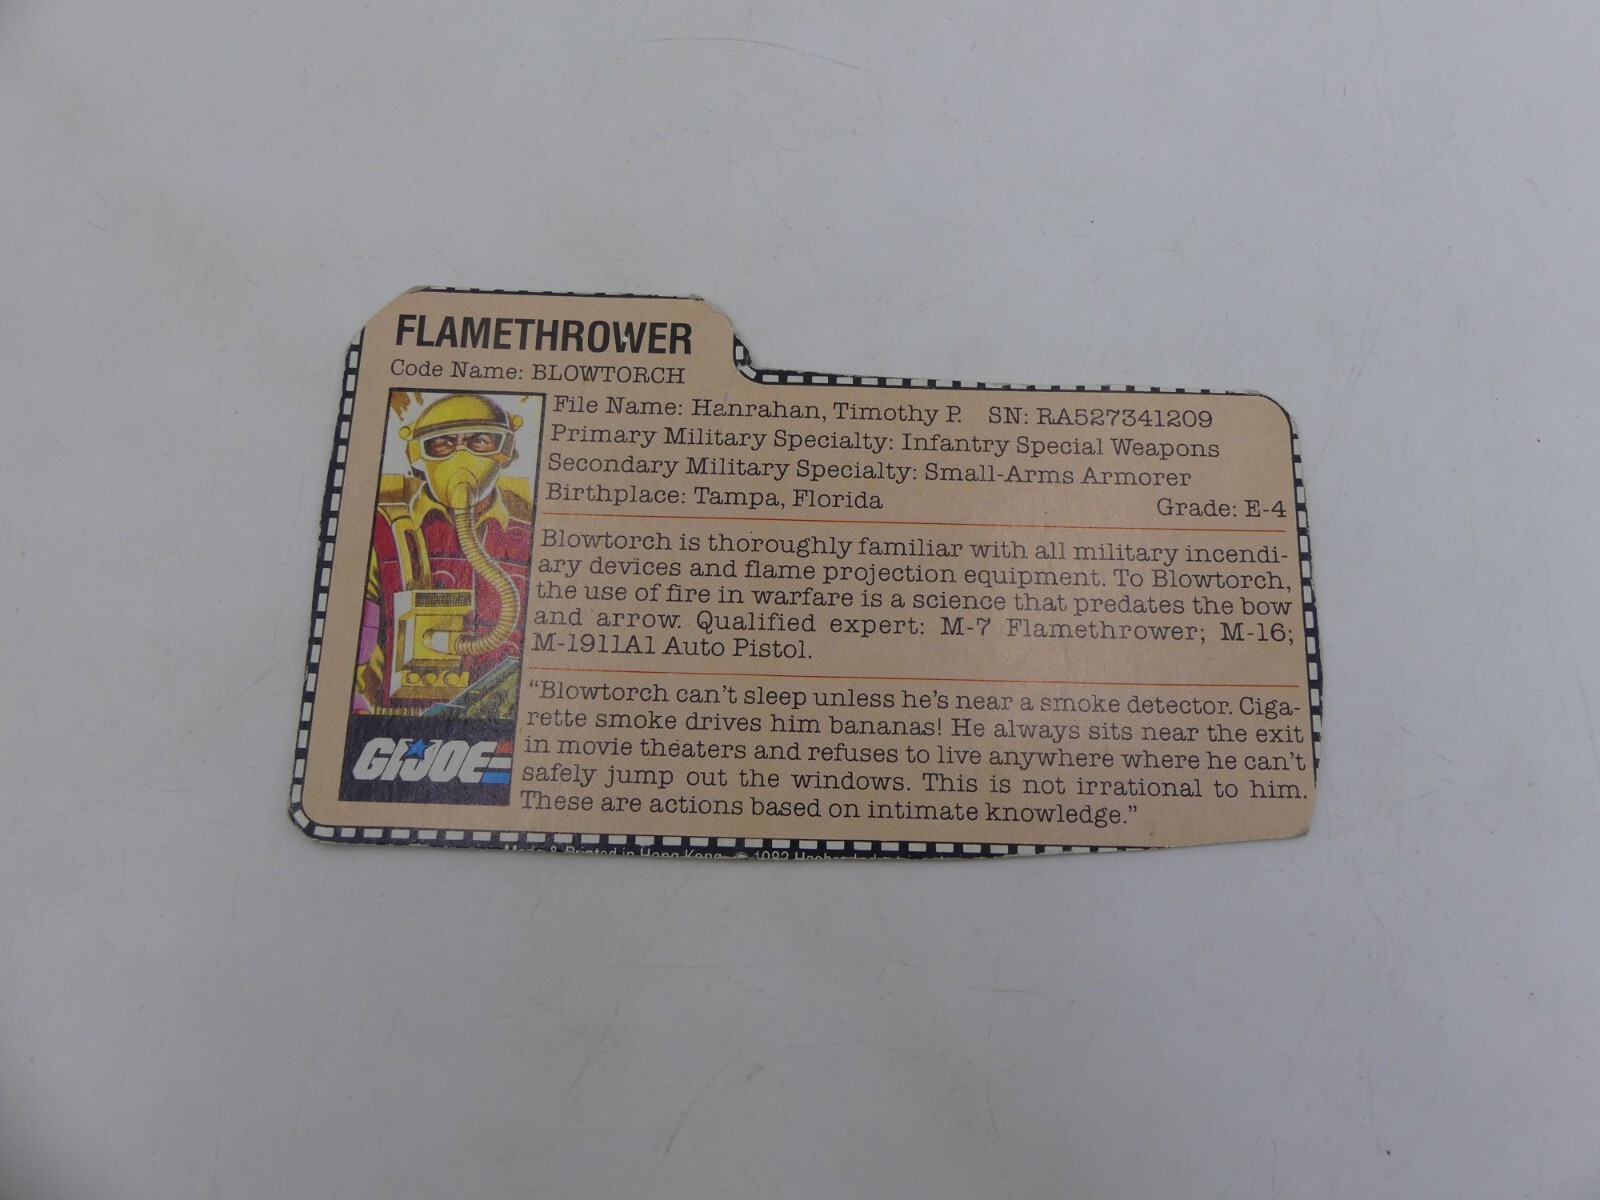 FLAMETHROWER
Code Name: BLOWTORCH
File Name: Hanrahan, Timothy P. SN: RA527341209
Primary Military Specialty: Infantry Special Weapons
Secondary Military Specialty: Small-Arms Armorer
Birthplace: Tampa, Florida Grade: E-4
Blowtorch is thoroughly familiar with all military incendi-
ary devices and flame projection equipment. To Blowtorch,
the use of fire in warfare is a science that predates the bow
and arrow. Qualified expert: M-7 Flamethrower; M-16;
M-1911A1 Auto Pistol.
"Blowtorch can't sleep unless he's near a smoke detector. Ciga-
rette smoke drives him bananas! He always sits near the exit
in movie theaters and refuses to live anywhere where he can't
safely jump out the windows. This is not irrational to him.
These are actions based on intimate knowledge."
GI JOE
Made & Printed in Hong Kong